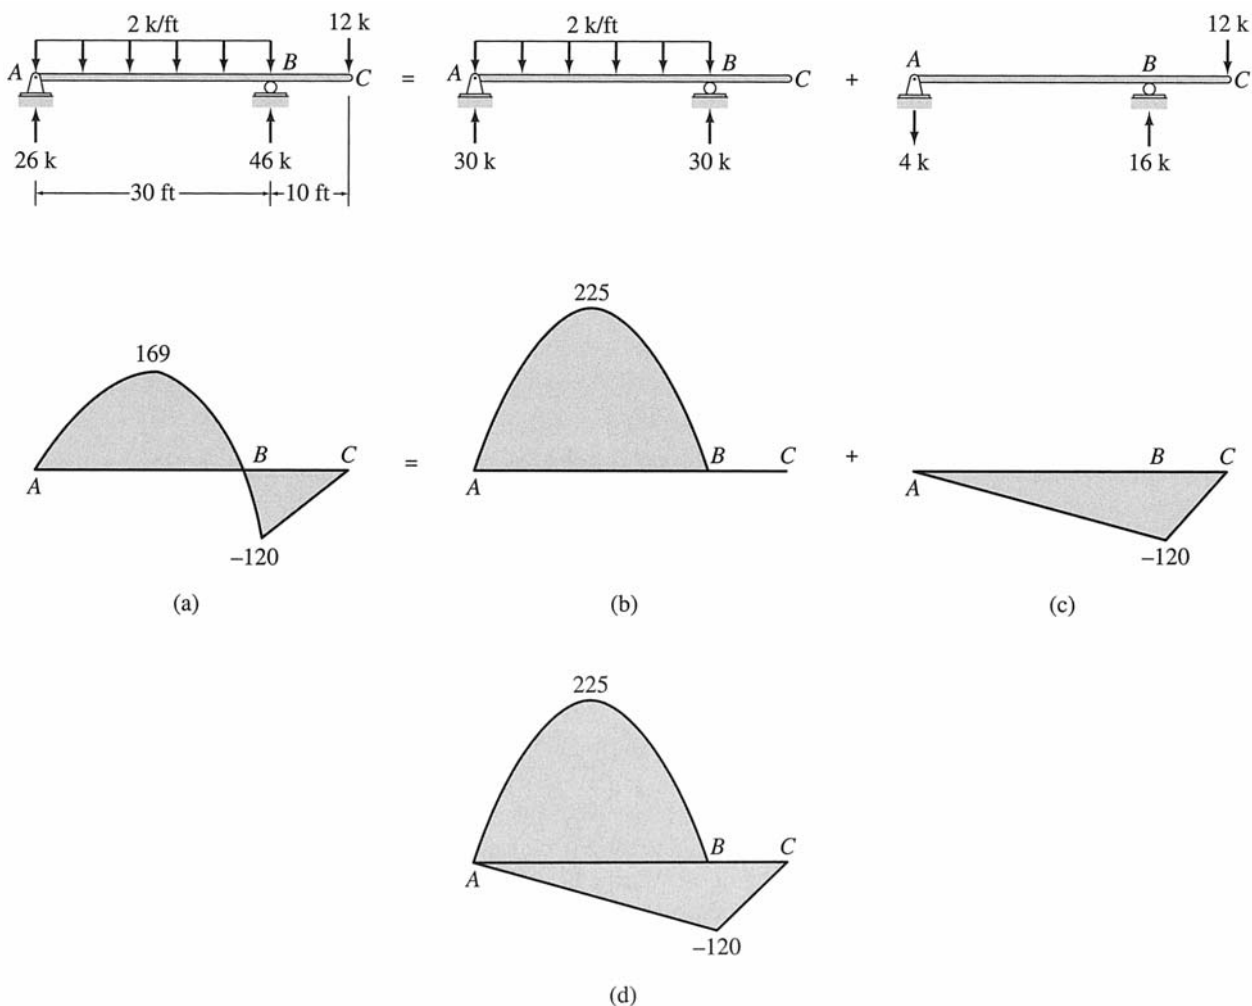 2 k/ft 12 k
A B C
26 k 46 k
30 ft 10 ft
=
2 k/ft
A B C
30 k 30 k
+
12 k
A B C
4 k 16 k
169
A B C
–120
(a)
=
225
A B C
(b)
+
A B C
–120
(c)
225
A B C
–120
(d)